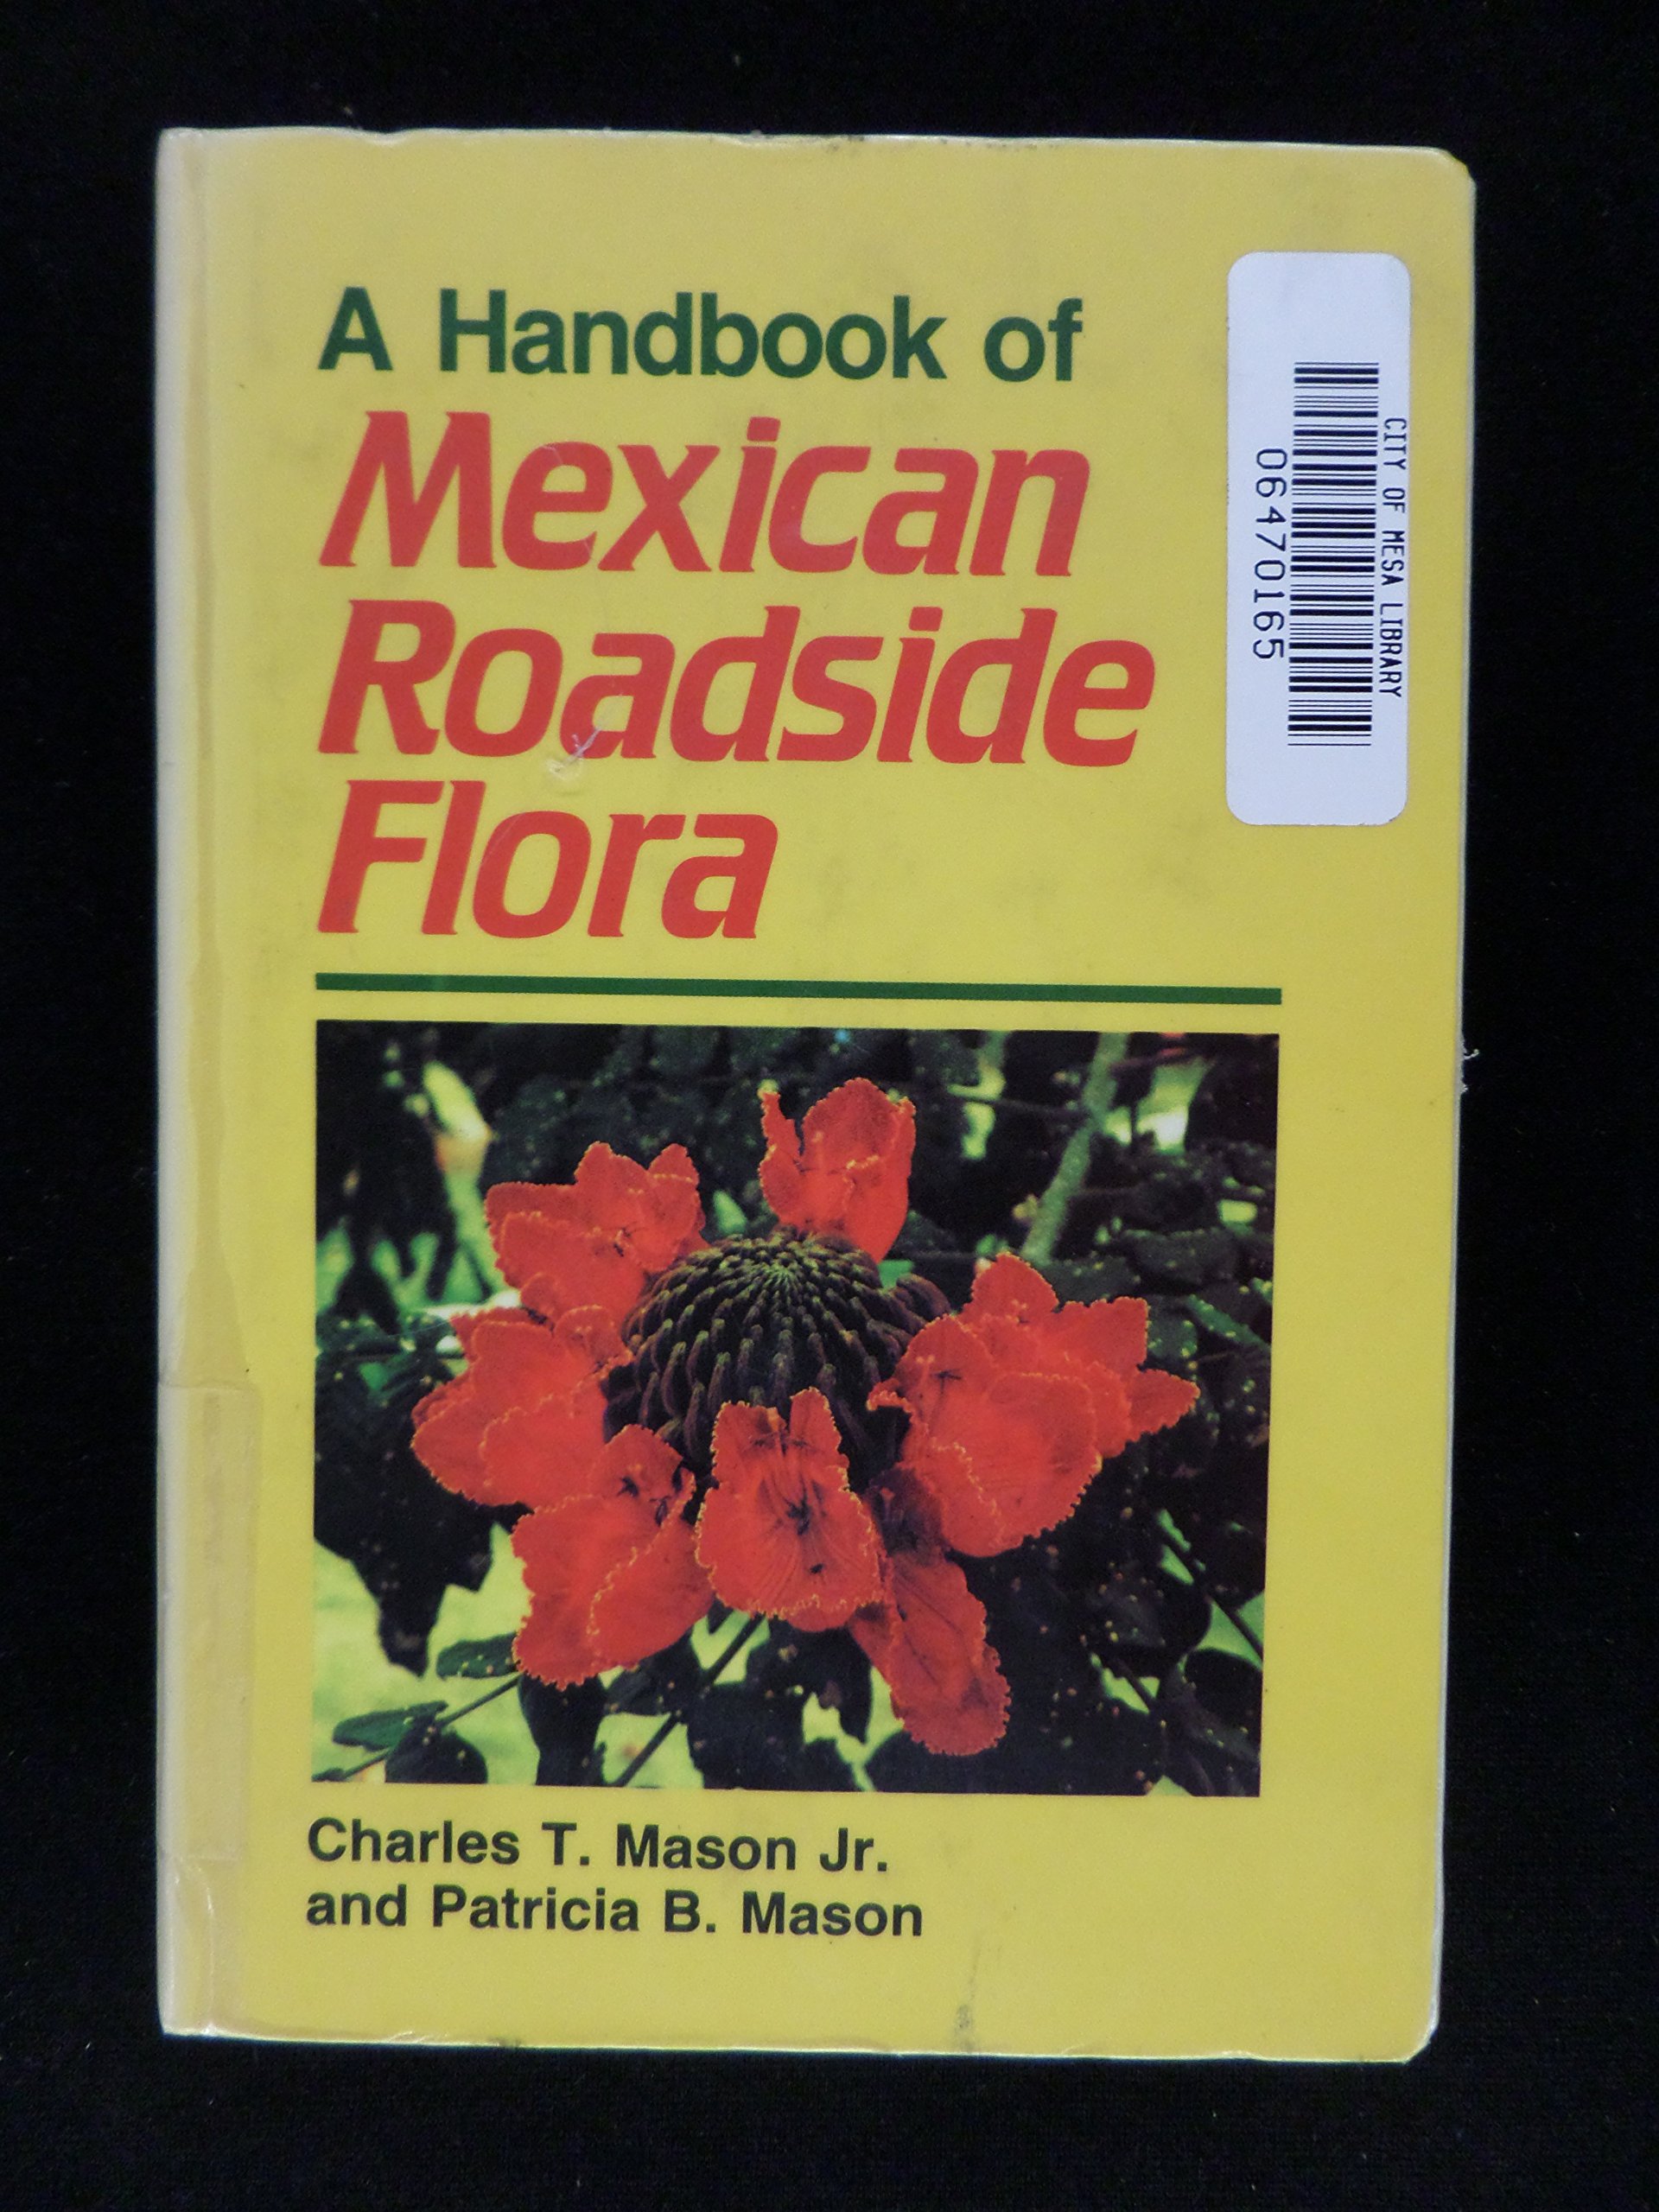 A Handbook of
Mexican
Roadside
Flora
CITY OF MESA LIBRARY
06470165
Charles T. Mason Jr.
and Patricia B. Mason